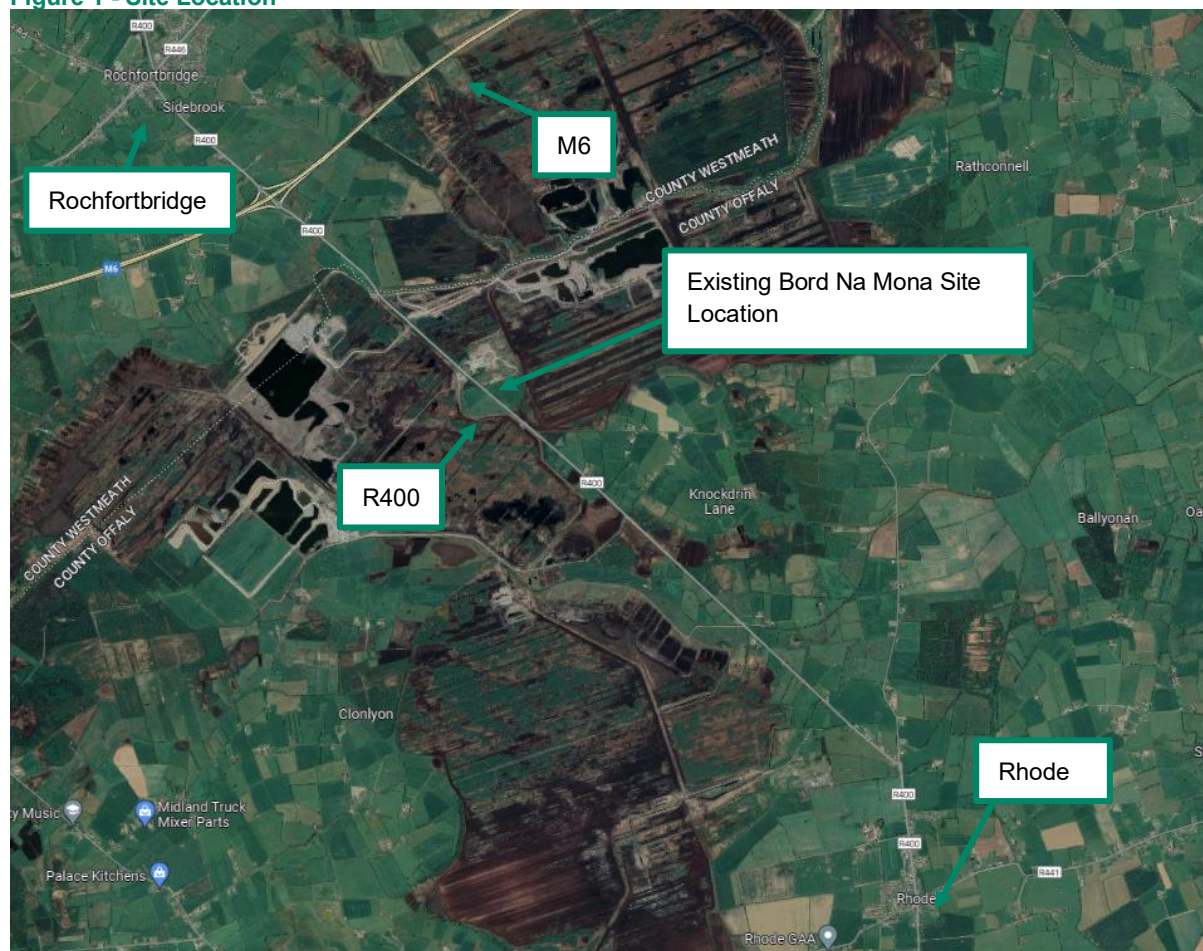 Figure 1 - Site Location
R400
R446
Rochfortbridge
Sidebrook
R400
M6
COUNTY WESTMEATH
COUNTY OFFALY
Rathconnell
Rochfortbridge
R400
M6
Existing Bord Na Mona Site
Location
R400
R400
Knockdrin
Lane
Ballyonan
COUNTY WESTMEATH
COUNTY OFFALY
Clonlyon
Rhode
R400
Midland Truck
Mixer Parts
ty Music
R400
Palace Kitchens
R441
Rhode
Rhode GAA